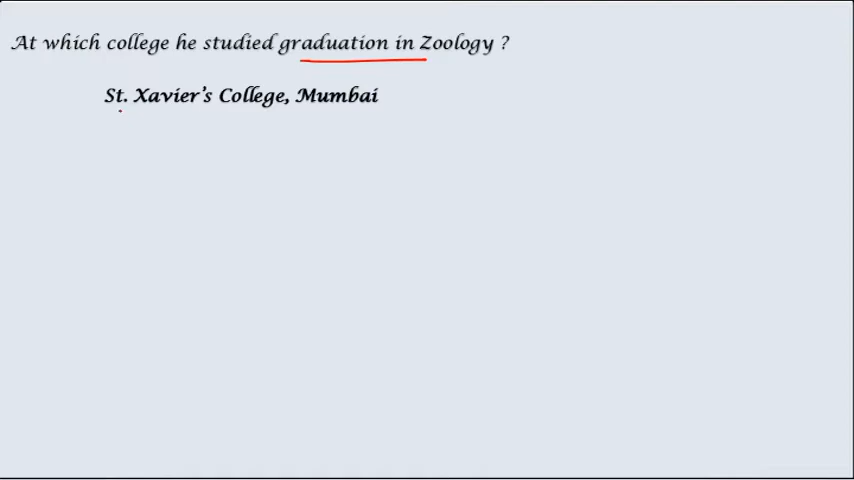 At which college he studied graduation in Zoology ?
St. Xavier's College, Mumbai